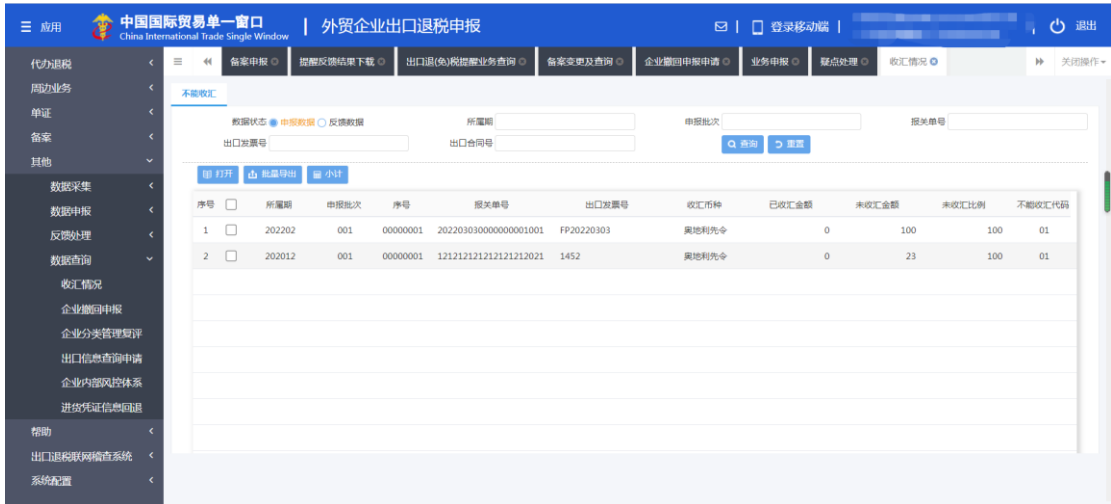 应用 中国国际贸易单一窗口 外贸企业出口退税申报 登录移动端 退出
China International Trade Single Window
备案申报 提醒反馈结果下载 出口退(免)税提醒业务查询 备案变更及查询 企业撤回申报申请 业务申报 疑点处理 收汇情况 关闭操作
代办退税
周边业务
单证
备案
其他
数据采集
数据申报
反馈处理
数据查询
收汇情况
企业撤回申报
企业分类管理复评
出口信息查询申请
企业内部风控体系
进货凭证信息回退
帮助
出口退税联网稽查系统
系统配置
不能收汇
数据状态 申报数据 反馈数据 所属期 申报批次 报关单号
出口发票号 出口合同号 查询 重置
打开 批量导出 小计
序号 所属期 申报批次 序号 报关单号 出口发票号 收汇币种 已收汇金额 未收汇金额 未收汇比例 不能收汇代码
1 202202 001 00000001 202203030000000001001 FP20220303 奥地利先令 0 100 100 01
2 202012 001 00000001 121212121212121212021 1452 奥地利先令 0 23 100 01